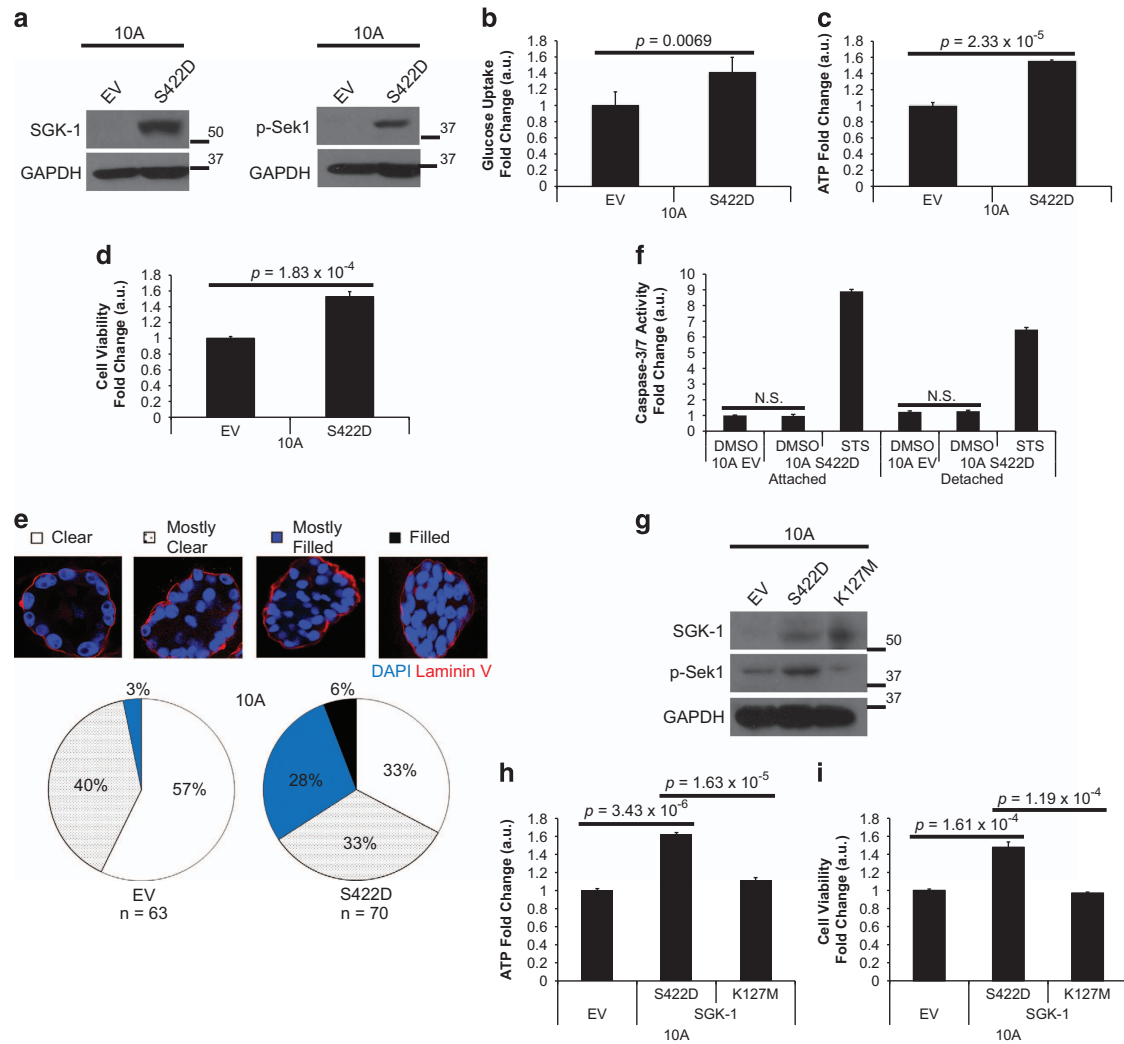 a
10A
EV S422D
SGK-1
50
GAPDH
37
10A
EV S422D
p-Sek1
37
GAPDH
37
b
Glucose Uptake
Fold Change (a.u.)
1.8
1.6
1.4
1.2
1
0.8
0.6
0.4
0.2
0
p = 0.0069
EV S422D
10A
c
ATP Fold Change (a.u.)
1.8
1.6
1.4
1.2
1
0.8
0.6
0.4
0.2
0
p = 2.33 x 10-5
EV S422D
10A
d
Cell Viability
Fold Change (a.u.)
1.8
1.6
1.4
1.2
1
0.8
0.6
0.4
0.2
0
p = 1.83 x 10-4
EV S422D
10A
f
Caspase-3/7 Activity
Fold Change (a.u.)
10
9
8
7
6
5
4
3
2
1
0
N.S. N.S.
DMSO DMSO STS DMSO DMSO STS
10A EV 10A S422D 10A EV 10A S422D
Attached Detached
e
Clear
Mostly
Clear
Mostly
Filled
Filled
DAPI Laminin V
10A
3%
40%
57%
EV
n = 63
6%
28%
33%
33%
S422D
n = 70
g
10A
EV S422D K127M
SGK-1
50
p-Sek1
37
37
GAPDH
h
ATP Fold Change (a.u.)
1.8
1.6
1.4
1.2
1
0.8
0.6
0.4
0.2
0
p = 1.63 x 10-5
p = 3.43 x 10-6
S422D K127M
EV SGK-1
10A
i
Cell Viability
Fold Change (a.u.)
1.8
1.6
1.4
1.2
1
0.8
0.6
0.4
0.2
0
p = 1.19 x 10-4
p = 1.61 x 10-4
S422D K127M
EV SGK-1
10A